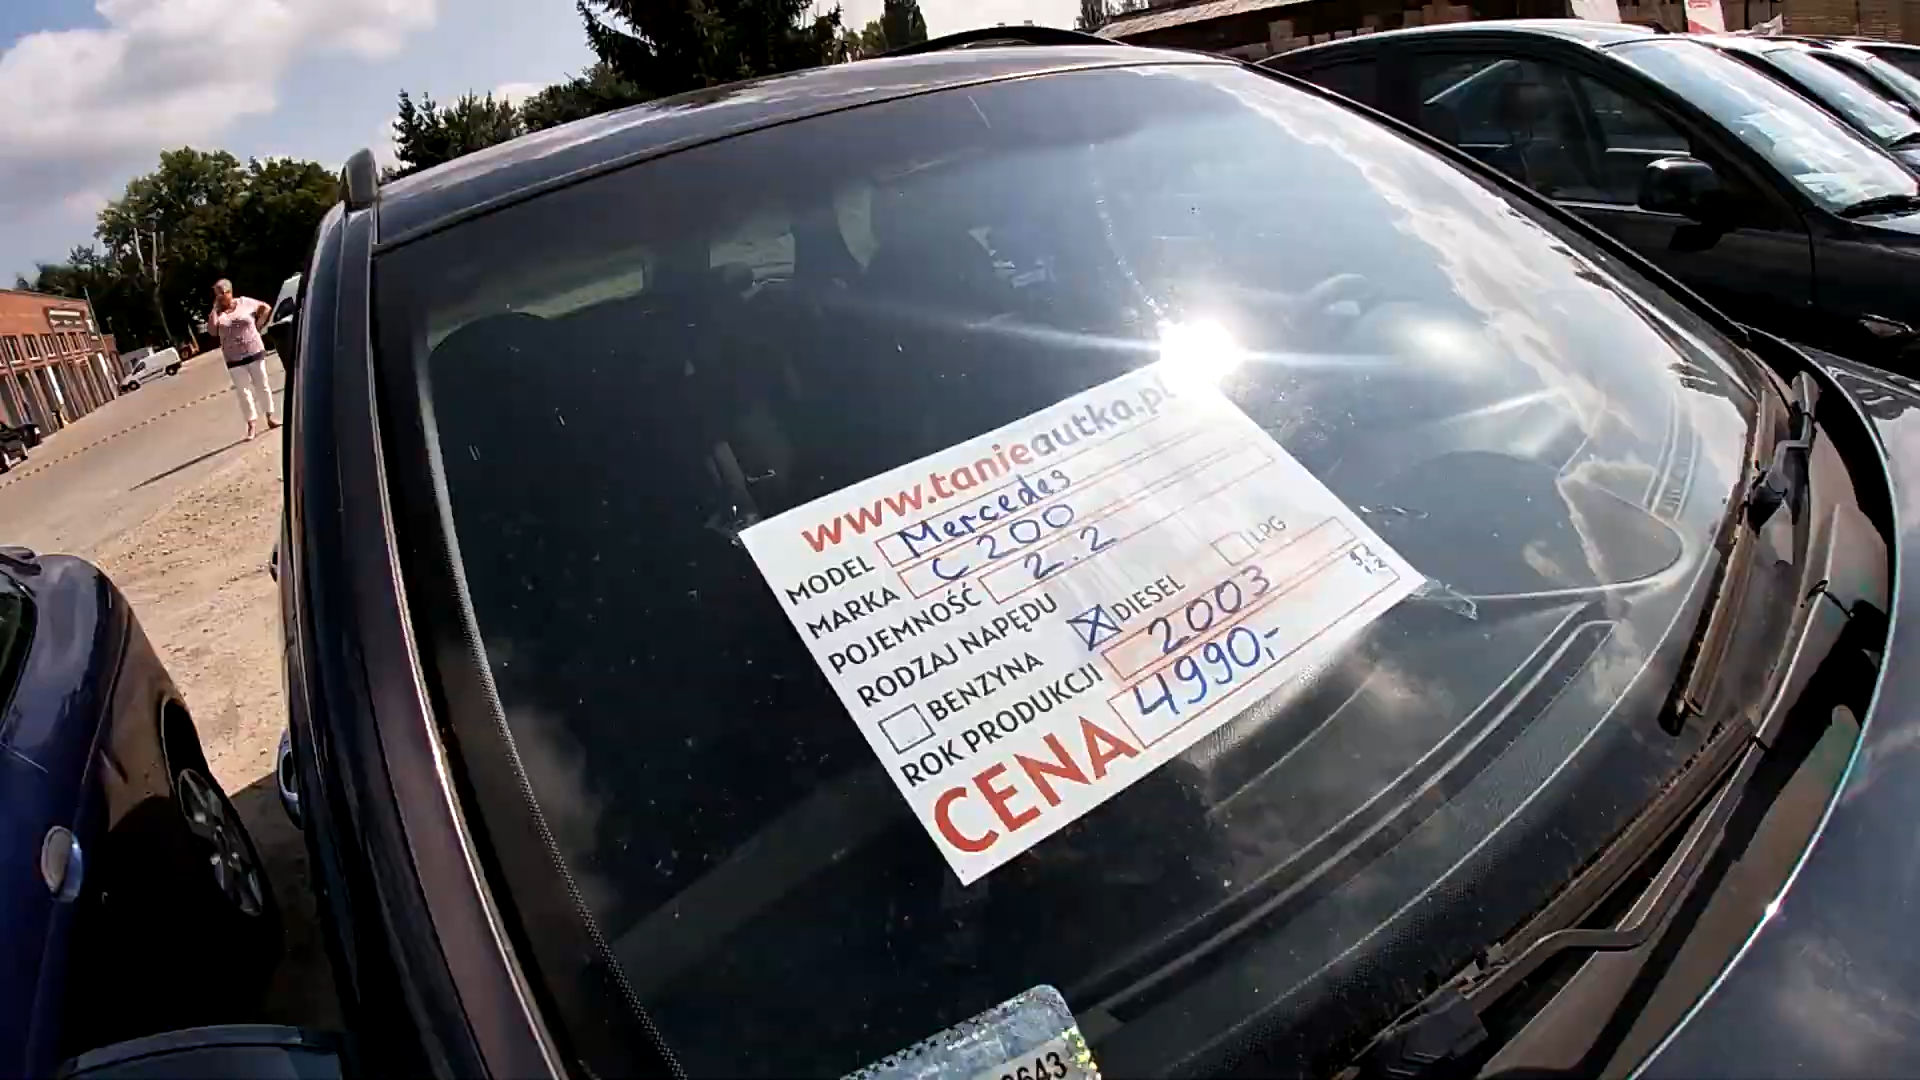 www.tanieautka.pl
MODEL Mercedes
MARKA C 200
POJEMNOŚĆ 2.2
RODZAJ NAPĘDU
BENZYNA DIESEL LPG
ROK PRODUKCJI 2003
CENA 4990,-